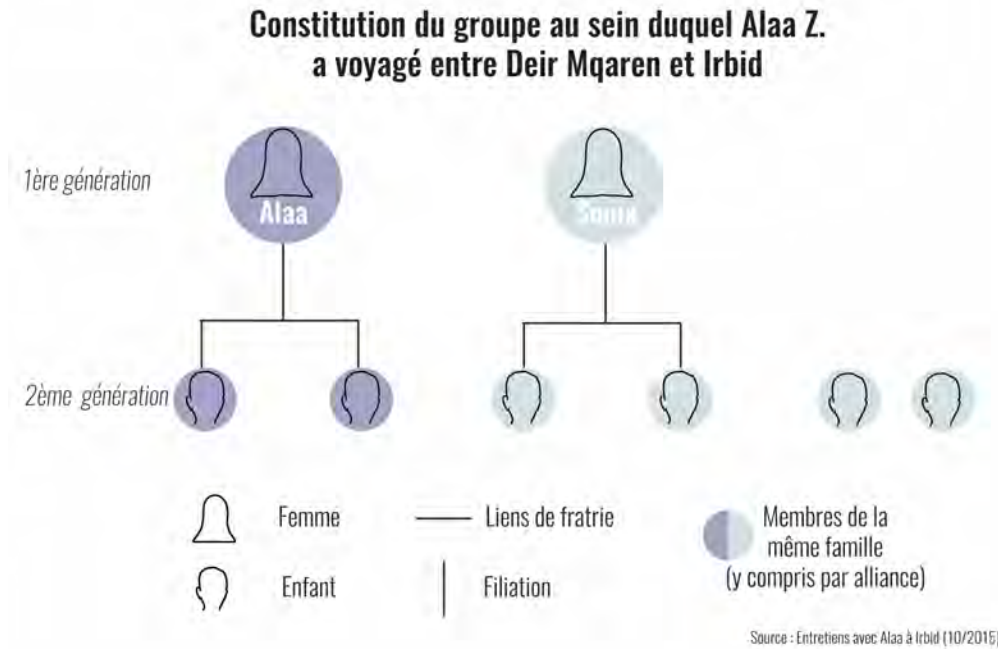 Constitution du groupe au sein duquel Alaa Z.
a voyagé entre Deir Mqaren et Irbid
1ère génération
Alaa
2ème génération
Femme
Liens de fratrie
Membres de la
même famille
(y compris par alliance)
Enfant
Filiation
Source : Entretiens avec Alaa à Irbid (10/2015)